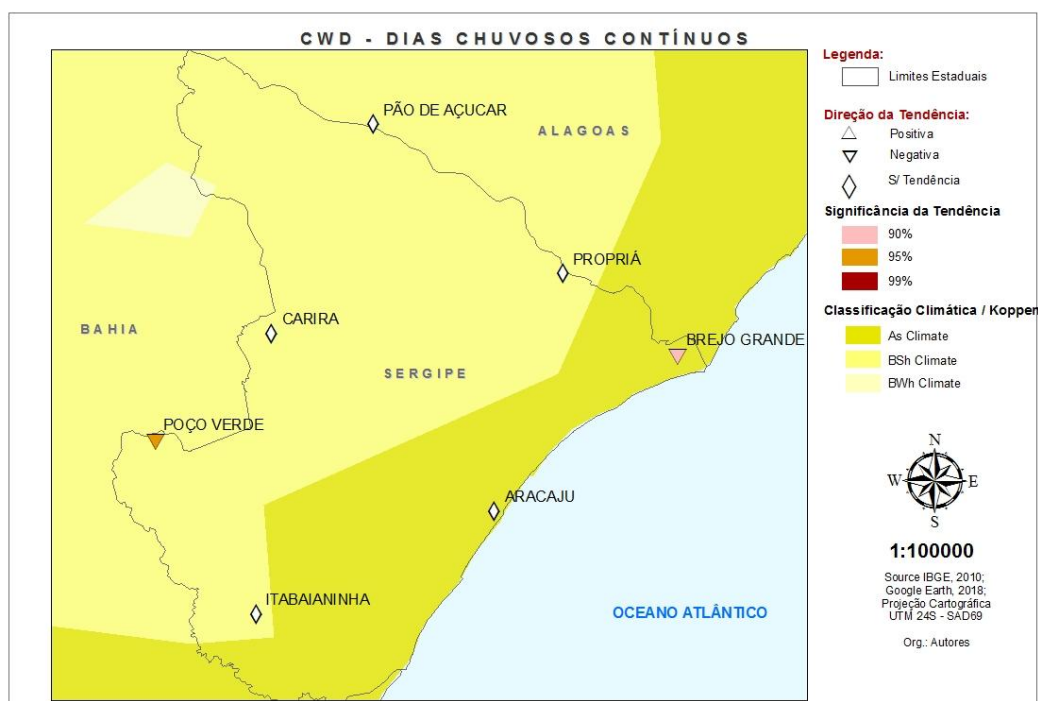 CWD - DIAS CHUVOSOS CONTÍNUOS
PÃO DE AÇUCAR
ALAGOAS
PROPRIÁ
CARIRA
BAHIA
BREJO GRANDE
SERGIPE
POÇO VERDE
ARACAJU
ITABAIANINHA
OCEANO ATLÂNTICO
Legenda:
Limites Estaduais
Direção da Tendência:
Positiva
Negativa
S/ Tendência
Significância da Tendência
90%
95%
99%
Classificação Climática / Koppen
As Climate
BSh Climate
BWh Climate
N
W E
S
1:100000
Source IBGE, 2010;
Google Earth, 2018;
Projeção Cartográfica
UTM 24S - SAD69
Org.: Autores